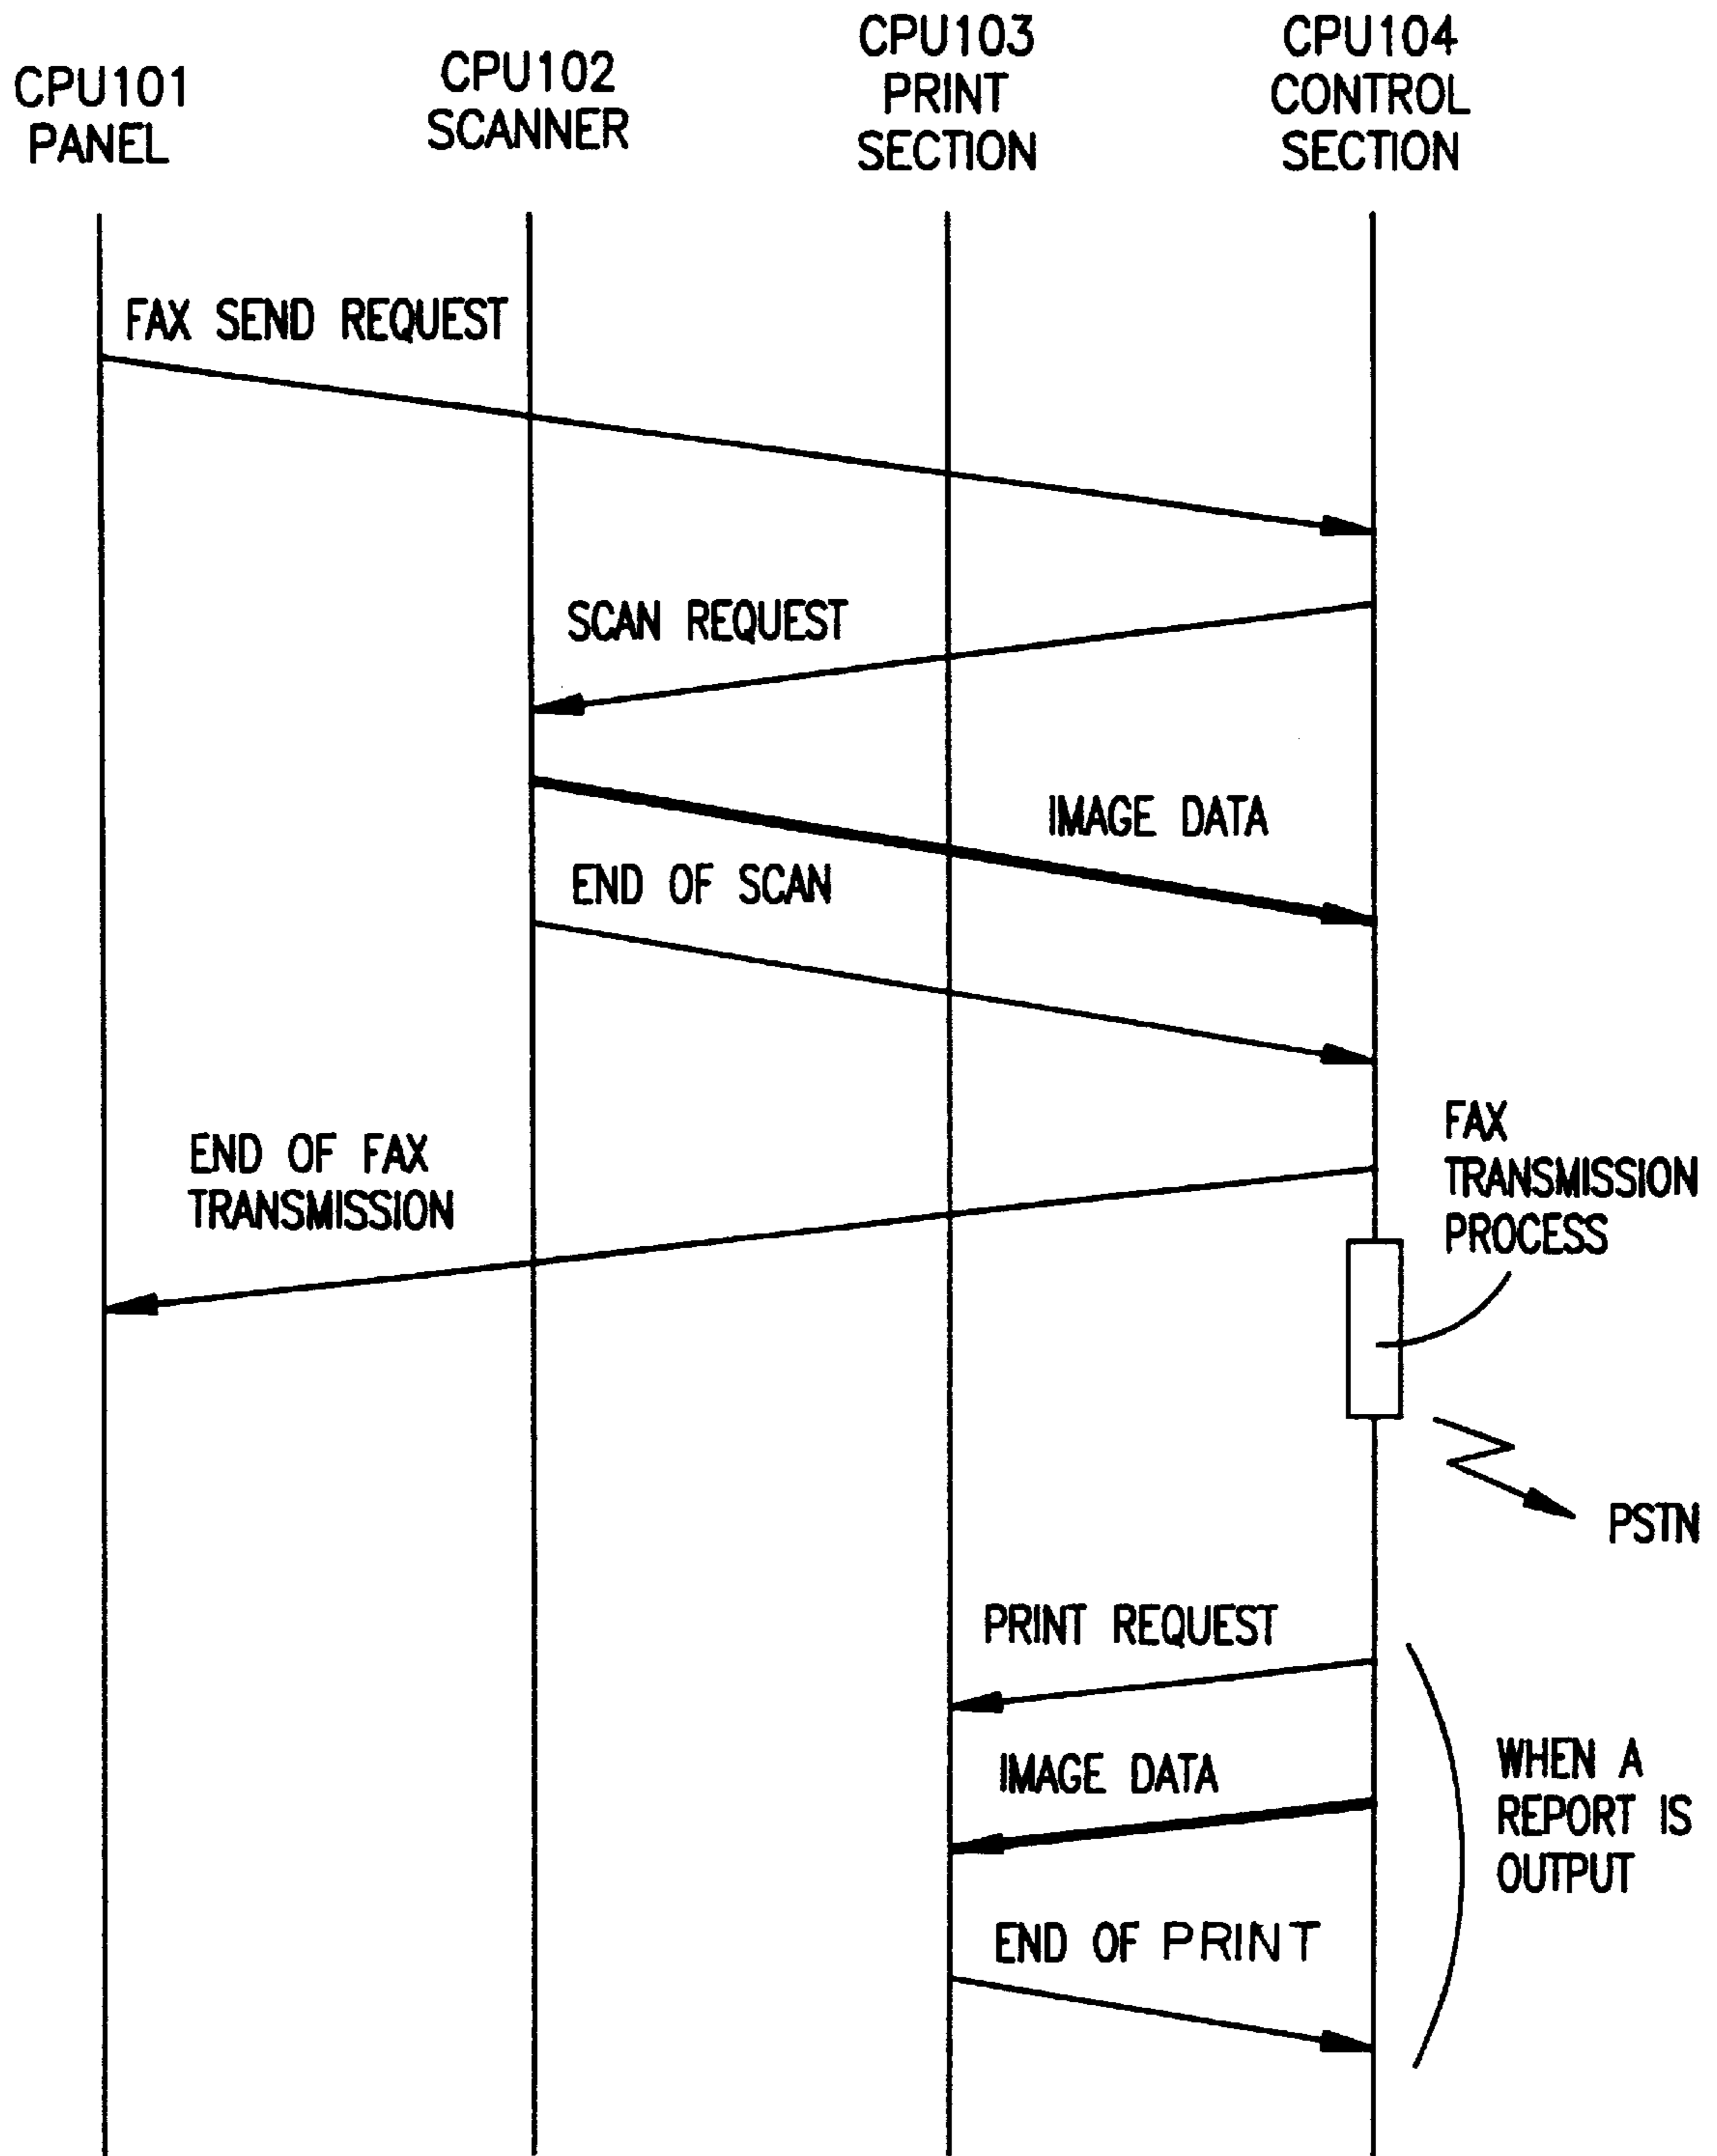 CPU101
PANEL
CPU102
SCANNER
CPU103
PRINT
SECTION
CPU104
CONTROL
SECTION
FAX SEND REQUEST
SCAN REQUEST
IMAGE DATA
END OF SCAN
END OF FAX
TRANSMISSION
FAX
TRANSMISSION
PROCESS
PSTN
PRINT REQUEST
IMAGE DATA
WHEN A
REPORT IS
OUTPUT
END OF PRINT